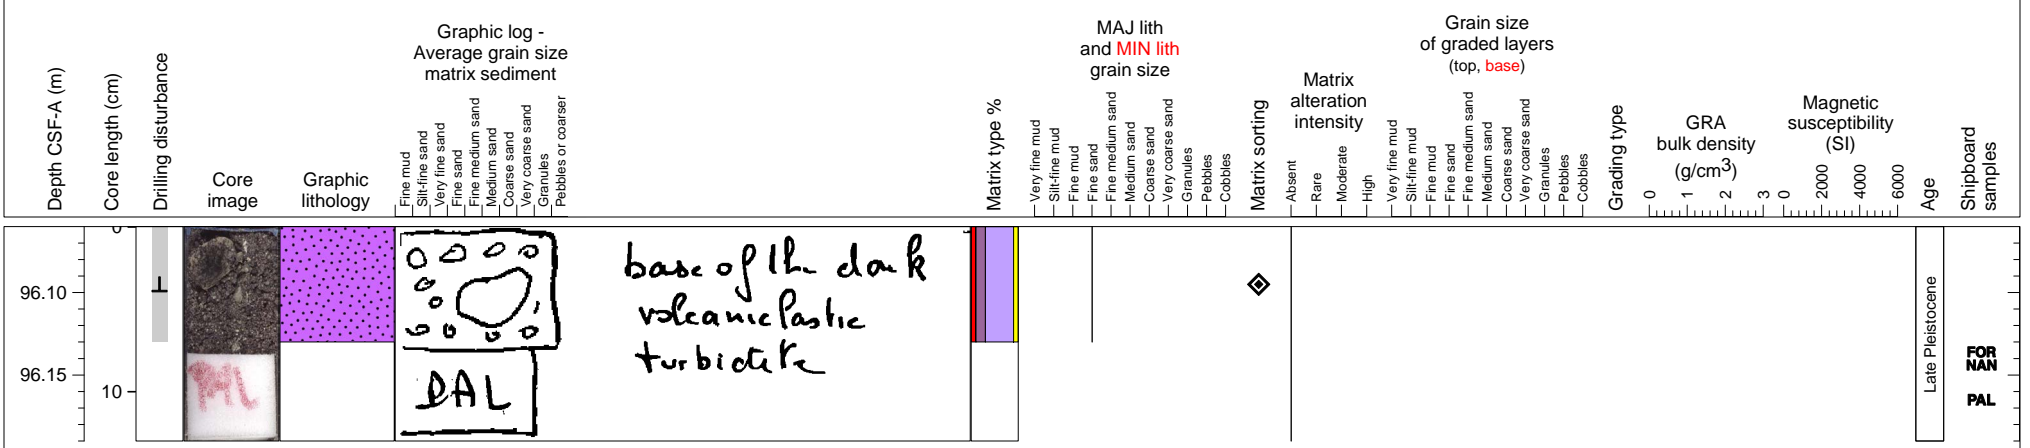 Depth CSF-A (m)
Core length (cm)
Drilling disturbance
Core
image
Graphic
lithology
Graphic log -
Average grain size
matrix sediment
Fine mud
Silt-fine sand
Very fine sand
Fine sand
Fine medium sand
Medium sand
Coarse sand
Very coarse sand
Granules
Pebbles or coarser
Matrix type %
MAJ lith
and MIN lith
grain size
Very fine mud
Silt-fine mud
Fine mud
Fine sand
Fine medium sand
Medium sand
Coarse sand
Very coarse sand
Granules
Pebbles
Cobbles
Matrix sorting
Matrix
alteration
intensity
Absent
Rare
Moderate
High
Grain size
of graded layers
(top, base)
Very fine mud
Silt-fine mud
Fine mud
Fine sand
Fine medium sand
Medium sand
Coarse sand
Very coarse sand
Granules
Pebbles
Cobbles
Grading type
GRA
bulk density
(g/cm3)
0 1 2 3
Magnetic
susceptibility
(SI)
0 2000 4000 6000
Age
Shipboard
samples
0
96.10
96.15
10
base of the dark
volcaniclastic
turbidite
PAL
PAL
Late Pleistocene
FOR
NAN
PAL